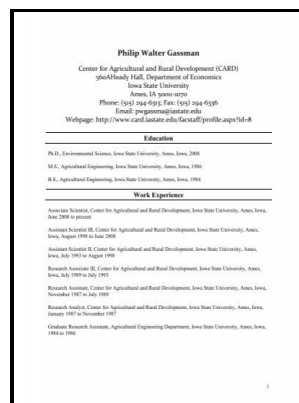 Philip Walter Gassman
Center for Agricultural and Rural Development (CARD)
560AHeady Hall, Department of Economics
Iowa State University
Ames, IA 5000-1070
Phone: (515) 294-6313; Fax: (515) 294-6336
Email: pwgassma@iastate.edu
Webpage: http://www.card.iastate.edu/facstaff/profile.aspx?id=8
Education
Ph.D., Environmental Science, Iowa State University, Ames, Iowa, 2008
M.S., Agricultural Engineering, Iowa State University, Ames, Iowa, 1986
B.S., Agricultural Engineering, Iowa State University, Ames, Iowa, 1984
Work Experience
Associate Scientist, Center for Agricultural and Rural Development, Iowa State University, Ames, Iowa,
June 2008 to present
Assistant Scientist III, Center for Agricultural and Rural Development, Iowa State University, Ames,
Iowa, August 1998 to June 2008
Assistant Scientist II, Center for Agricultural and Rural Development, Iowa State University, Ames,
Iowa, July 1993 to August 1998
Research Associate III, Center for Agricultural and Rural Development, Iowa State University, Ames,
Iowa, July 1989 to July 1993
Research Assistant, Center for Agricultural and Rural Development, Iowa State University, Ames, Iowa,
November 1987 to July 1989
Research Analyst, Center for Agricultural and Rural Development, Iowa State University, Ames, Iowa,
January 1987 to November 1987
Graduate Research Assistant, Agricultural Engineering Department, Iowa State University, Ames, Iowa,
1984 to 1986
1